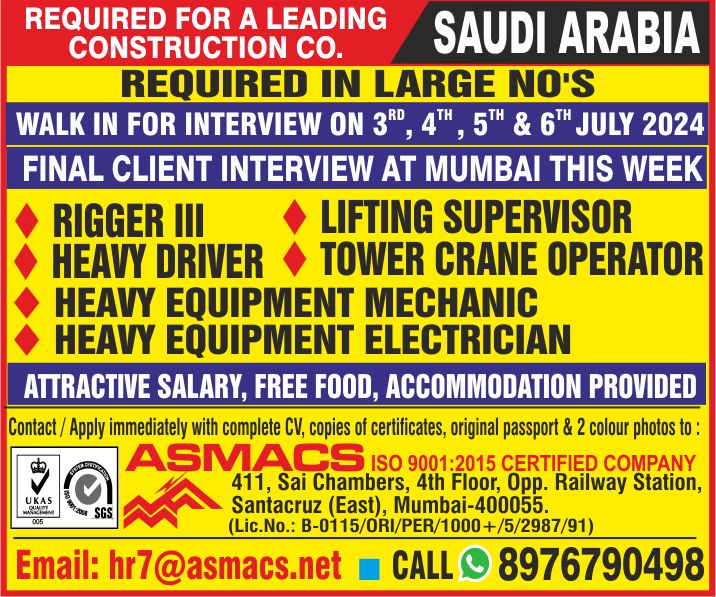 REQUIRED FOR A LEADING
CONSTRUCTION CO.
SAUDI ARABIA
REQUIRED IN LARGE NO'S
WALK IN FOR INTERVIEW ON 3RD, 4TH, 5TH & 6TH JULY 2024
FINAL CLIENT INTERVIEW AT MUMBAI THIS WEEK
RIGGER III
LIFTING SUPERVISOR
HEAVY DRIVER
TOWER CRANE OPERATOR
HEAVY EQUIPMENT MECHANIC
HEAVY EQUIPMENT ELECTRICIAN
ATTRACTIVE SALARY, FREE FOOD, ACCOMMODATION PROVIDED
Contact / Apply immediately with complete CV, copies of certificates, original passport & 2 colour photos to :
UKAS
QUALITY
MANAGEMENT
005
SYSTEM CERTIFICATION
SGS
ASMACS ISO 9001:2015 CERTIFIED COMPANY
411, Sai Chambers, 4th Floor, Opp. Railway Station,
Santacruz (East), Mumbai-400055.
(Lic.No.: B-0115/ORI/PER/1000+/5/2987/91)
Email: hr7@asmacs.net CALL 8976790498